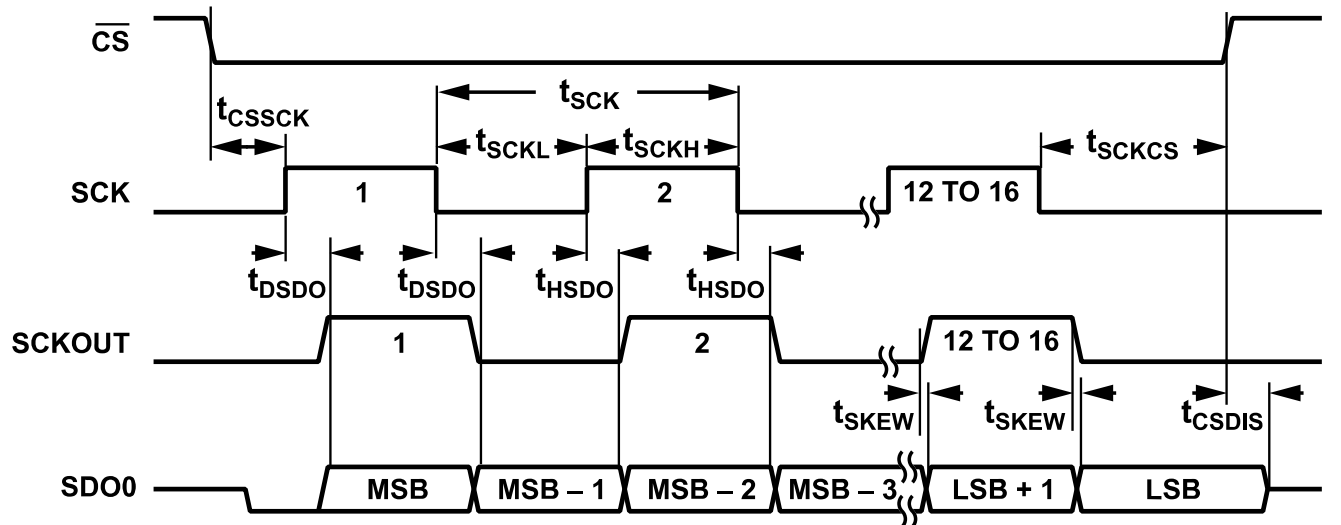 CS
tCSSCK
tSCK
tSCKL
tSCKH
tSCKCS
SCK
1
2
12 TO 16
tDSDO
tDSDO
tHSDO
tHSDO
SCKOUT
1
2
12 TO 16
tSKEW
tSKEW
tCSDIS
SDO0
MSB
MSB – 1
MSB – 2
MSB – 3
LSB + 1
LSB